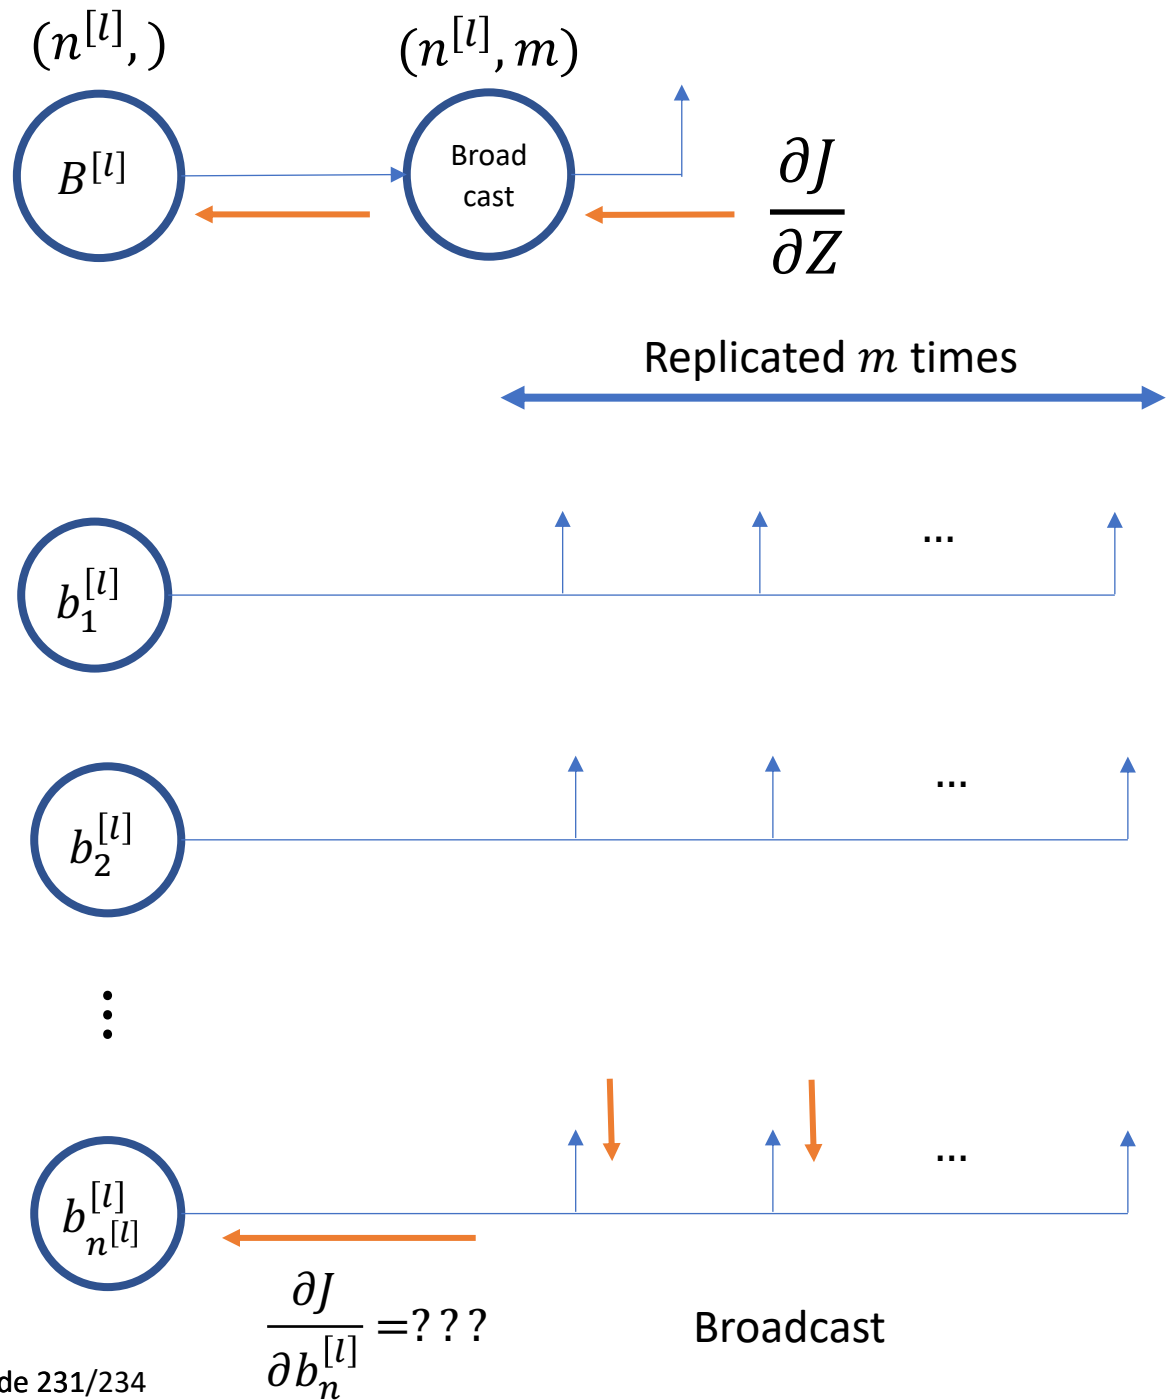 (n^{[l]}, )
(n^{[l]}, m)
B^{[l]}
Broad
cast
∂J
∂Z
Replicated m times
b_1^{[l]}
...
b_2^{[l]}
...
⋮
b_{n^{[l]}}^{[l]}
...
∂J
∂b_n^{[l]}
=? ? ?
Broadcast
de 231/234